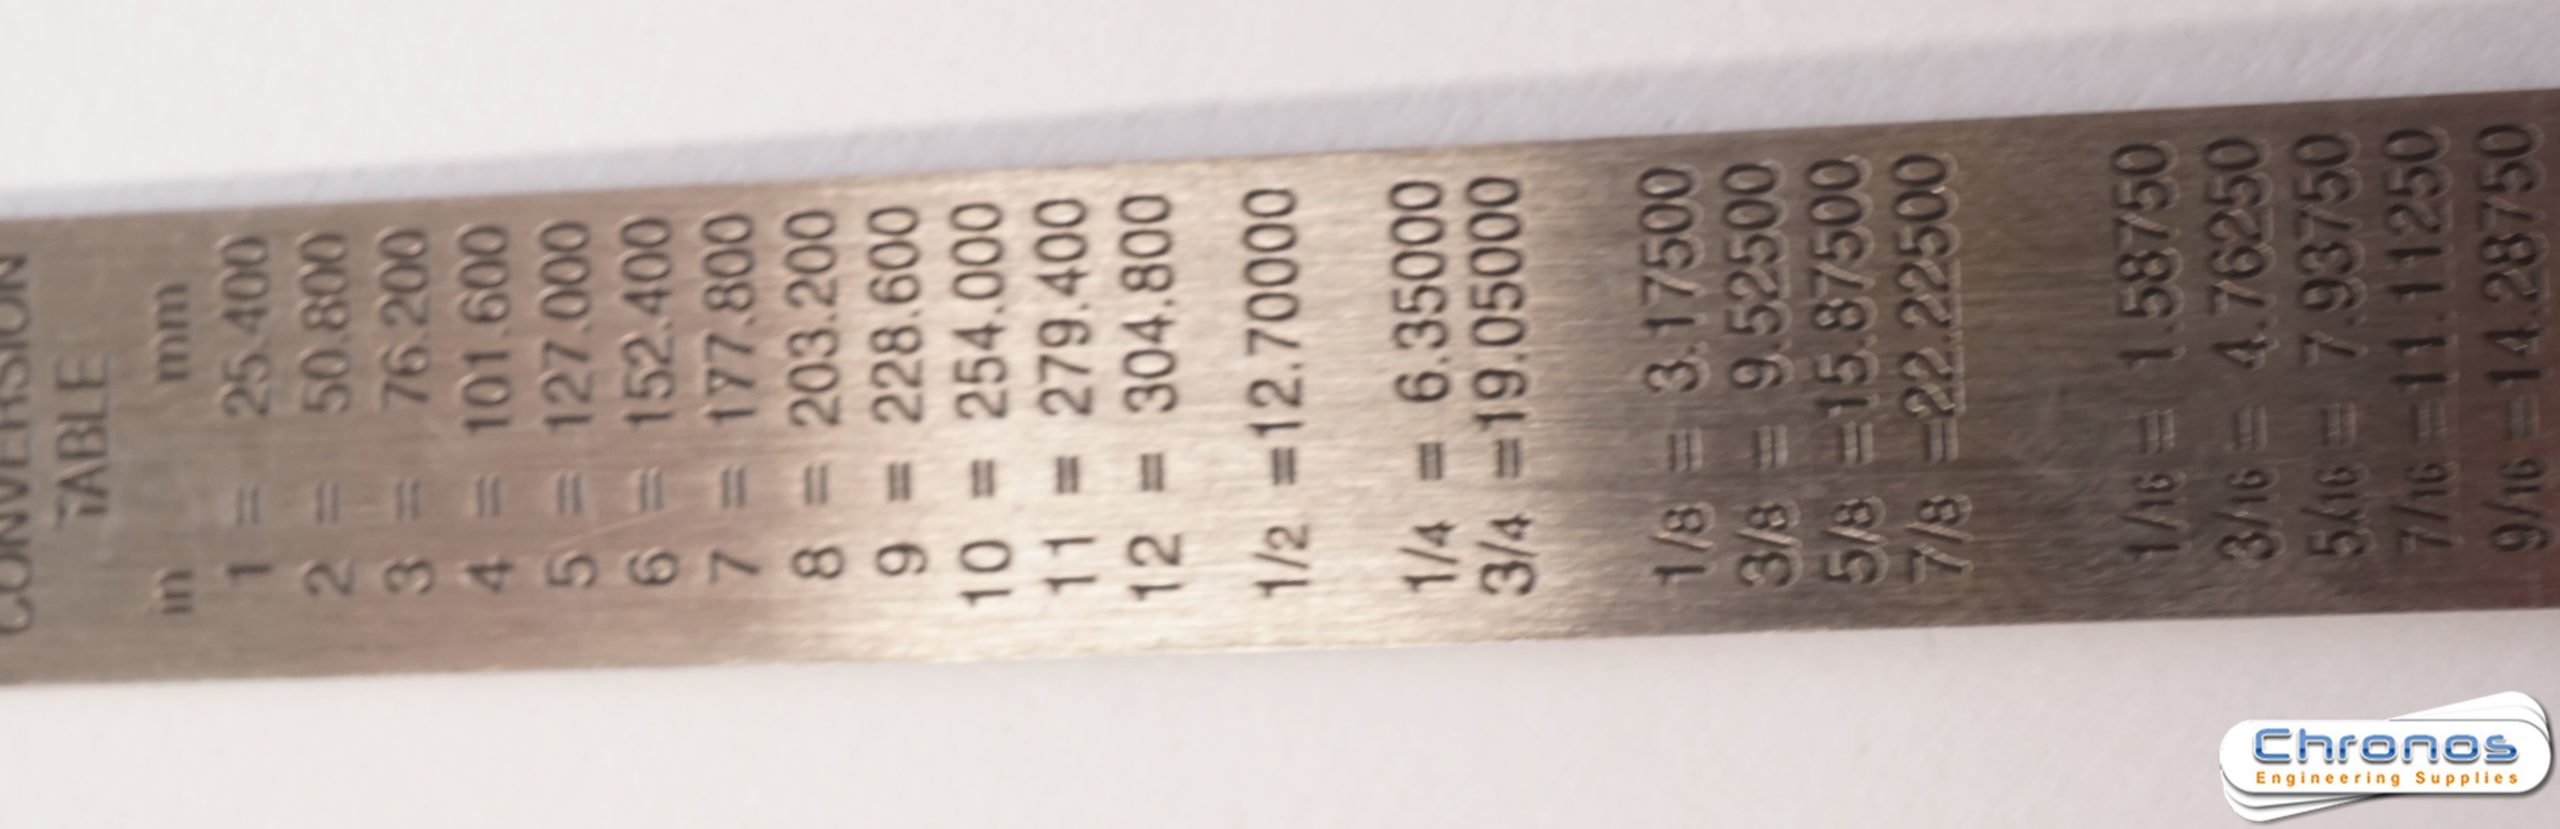 CONVERSION
TABLE
in mm
1 = 25.400
2 = 50.800
3 = 76.200
4 = 101.600
5 = 127.000
6 = 152.400
7 = 177.800
8 = 203.200
9 = 228.600
10 = 254.000
11 = 279.400
12 = 304.800
1/2 =12.70000
1/4 = 6.35000
3/4 =19.05000
1/8 = 3.17500
3/8 = 9.52500
5/8 =15.87500
7/8 =22.22500
1/16 = 1.58750
3/16 = 4.76250
5/16 = 7.93750
7/16 =11.11250
9/16 =14.28750
Chronos
Engineering Supplies